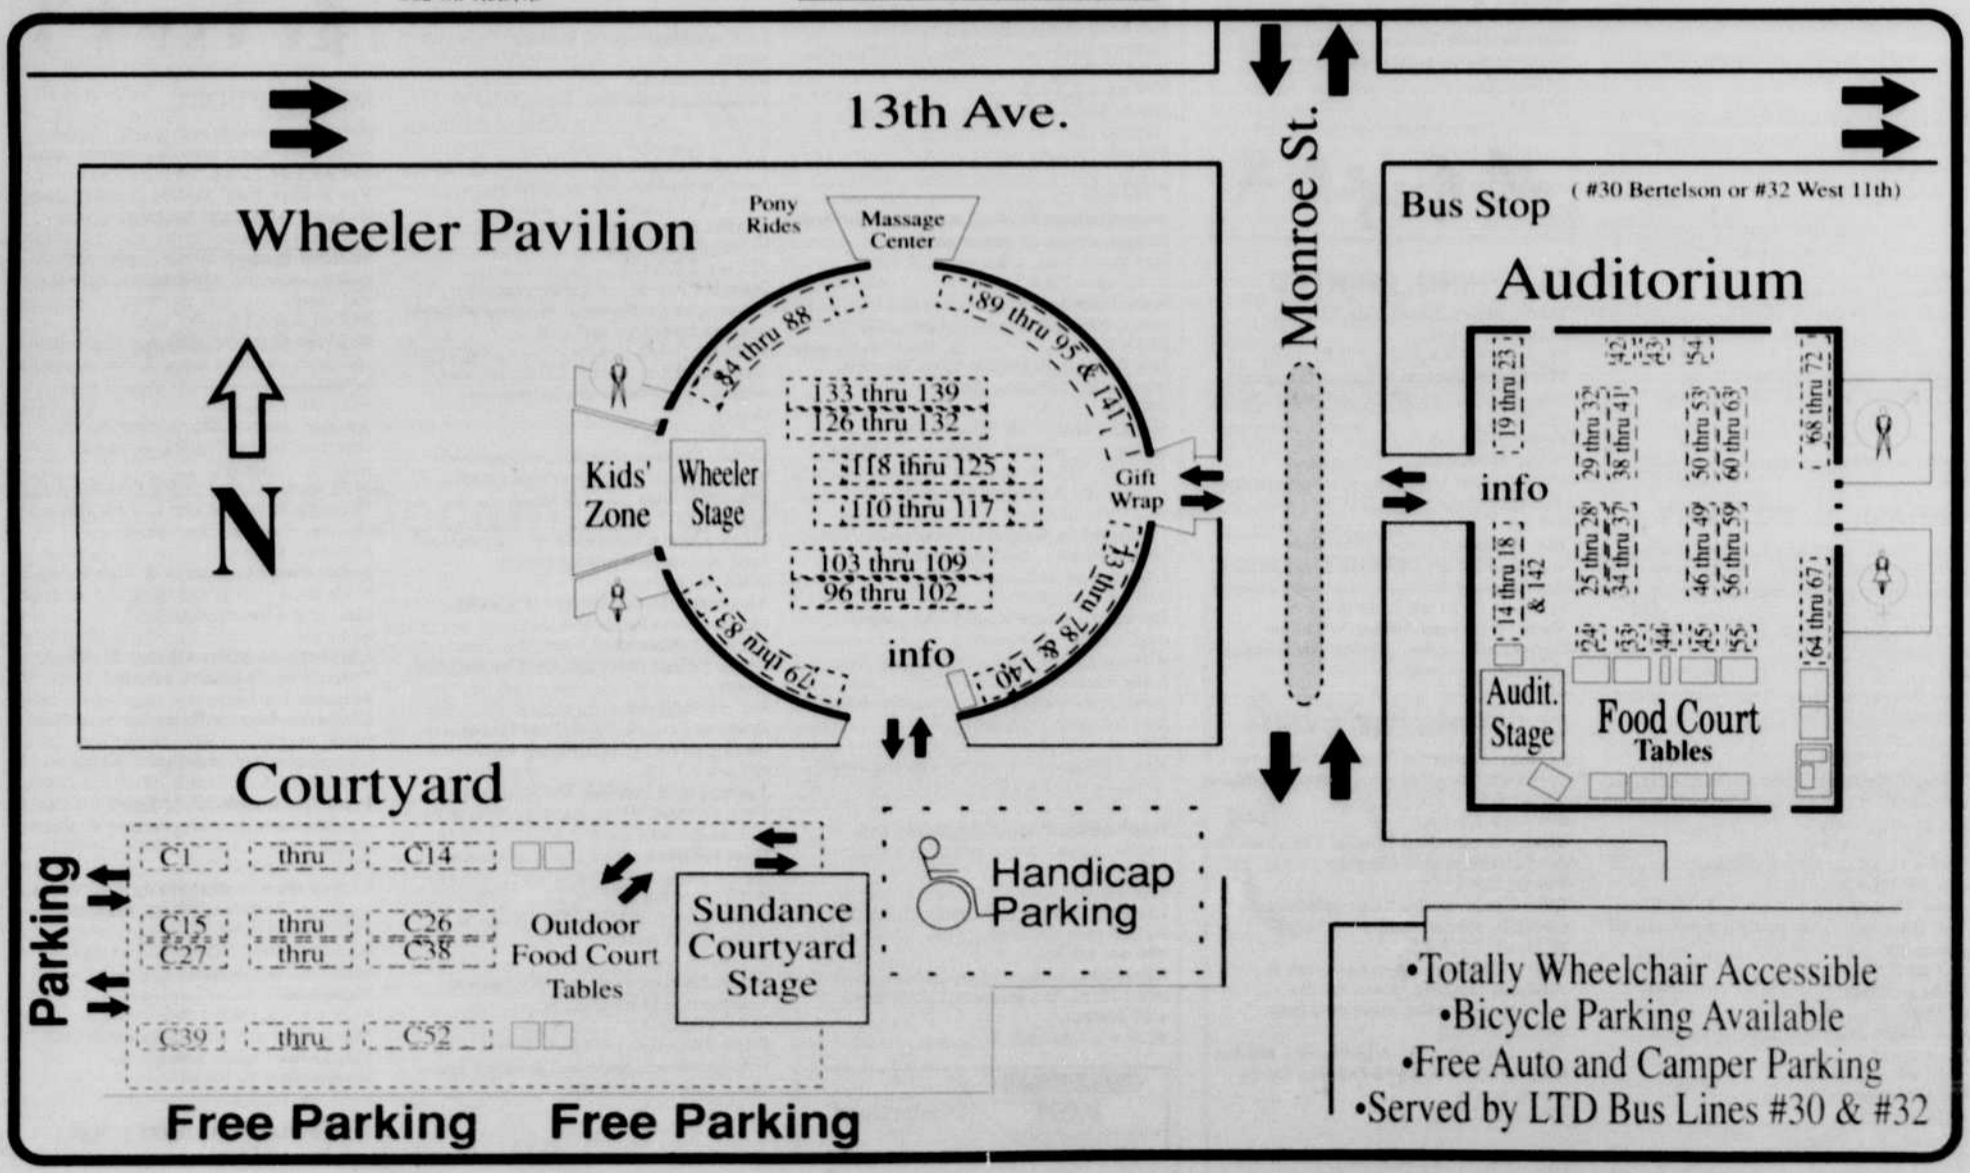 13th Ave.
Monroe St.
Wheeler Pavilion
Pony
Rides
Massage
Center
Bus Stop
( #30 Bertelson or #32 West 11th)
Auditorium
N
84 thru 88
89 thru 95 & 141
133 thru 139
126 thru 132
118 thru 125
110 thru 117
103 thru 109
96 thru 102
Kids'
Zone
Wheeler
Stage
Gift
Wrap
79 thru 83
73 thru 78 & 140
info
19 thru 23
42
43
54
29 thru 32
38 thru 41
50 thru 53
60 thru 63
68 thru 72
info
14 thru 18
& 142
25 thru 28
34 thru 37
46 thru 49
56 thru 59
64 thru 67
24
33
44
45
55
Audit.
Stage
Food Court
Tables
Courtyard
Parking
C1 thru C14
C15 thru C26
C27 thru C38
C39 thru C52
Outdoor
Food Court
Tables
Sundance
Courtyard
Stage
Handicap
Parking
•Totally Wheelchair Accessible
•Bicycle Parking Available
•Free Auto and Camper Parking
•Served by LTD Bus Lines #30 & #32
Free Parking Free Parking